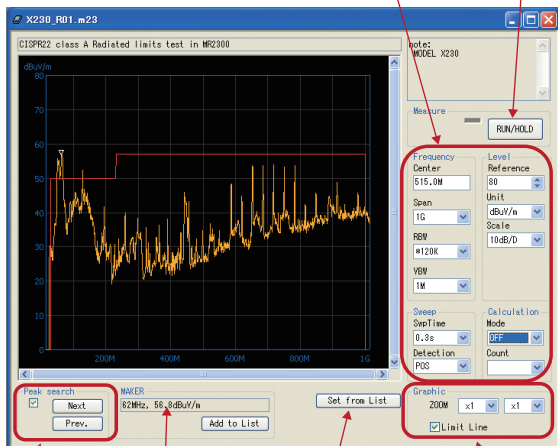 X230_R01.m23
CISPR22 class A Radiated limits test in MR2300
note:
MODEL X230
dBuV/m
80
70
60
50
40
30
20
10
0
200M 400M 600M 800M 1G
Measure
RUN/HOLD
Frequency
Center
515.0M
Span
1G
RBW
*120K
VBW
1M
Level
Reference
80
Unit
dBuV/m
Scale
10dB/D
Sweep
SwpTime
0.3s
Detection
POS
Calculation
Mode
OFF
Count
Peak search
Next
Prev.
MAKER
62MHz, 56.8dBuV/m
Add to List
Set from List
Graphic
ZOOM x1 x1
Limit Line